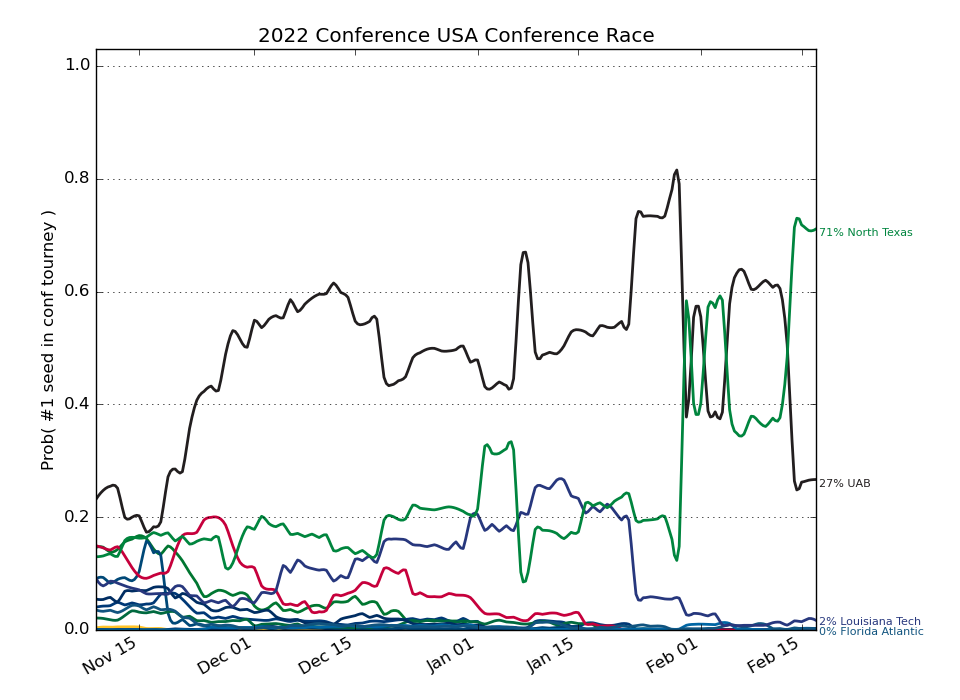 2022 Conference USA Conference Race
Prob( #1 seed in conf tourney )
1.0
0.8
0.6
0.4
0.2
0.0
71% North Texas
27% UAB
2% Louisiana Tech
0% Florida Atlantic
Nov 15
Dec 01
Dec 15
Jan 01
Jan 15
Feb 01
Feb 15